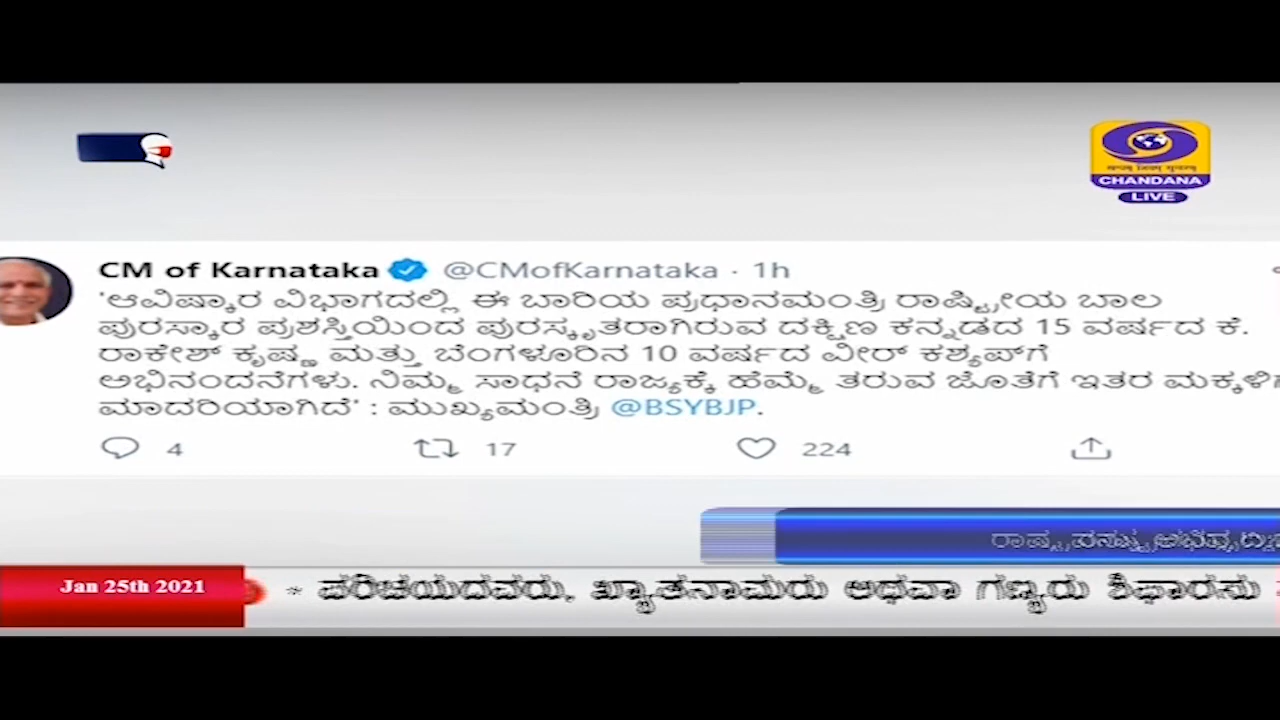 CHANDANA
LIVE
CM of Karnataka @CMofKarnataka · 1h
'ಆವಿಷ್ಕಾರ ವಿಭಾಗದಲ್ಲಿ ಈ ಬಾರಿಯ ಪ್ರಧಾನಮಂತ್ರಿ ರಾಷ್ಟ್ರೀಯ ಬಾಲ
ಪುರಸ್ಕಾರ ಪ್ರಶಸ್ತಿಯಿಂದ ಪುರಸ್ಕೃತರಾಗಿರುವ ದಕ್ಷಿಣ ಕನ್ನಡದ 15 ವರ್ಷದ ಕೆ.
ರಾಕೇಶ್ ಕೃಷ್ಣ ಮತ್ತು ಬೆಂಗಳೂರಿನ 10 ವರ್ಷದ ವೀರ್ ಕಶ್ಯಪ್‌ಗೆ
ಅಭಿನಂದನೆಗಳು. ನಿಮ್ಮ ಸಾಧನೆ ರಾಜ್ಯಕ್ಕೆ ಹೆಮ್ಮೆ ತರುವ ಜೊತೆಗೆ ಇತರ
ಮಾದರಿಯಾಗಿದೆ' : ಮುಖ್ಯಮಂತ್ರಿ @BSYBJP.
4 17 224
Jan 25th 2021 * ಪರಿಚಯದವರು, ಖ್ಯಾತನಾಮರು ಅಥವಾ ಗಣ್ಯರು ಶಿಫಾರಸು